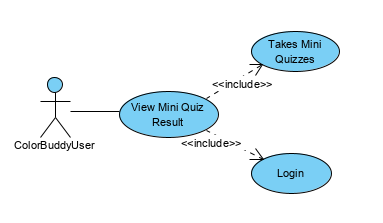 Takes Mini
Quizzes
<<include>>
View Mini Quiz
Result
ColorBuddyUser
<<include>>
Login